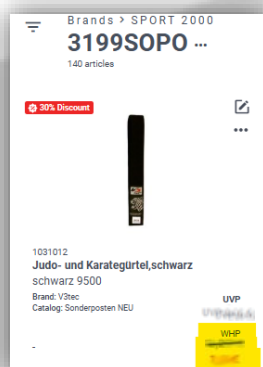 Brands > SPORT 2000
3199SOPO ...
140 articles
30% Discount
...
1031012
Judo- und Karategürtel,schwarz
schwarz 9500
Brand: V3tec
Catalog: Sonderposten NEU
UVP
WHP
-